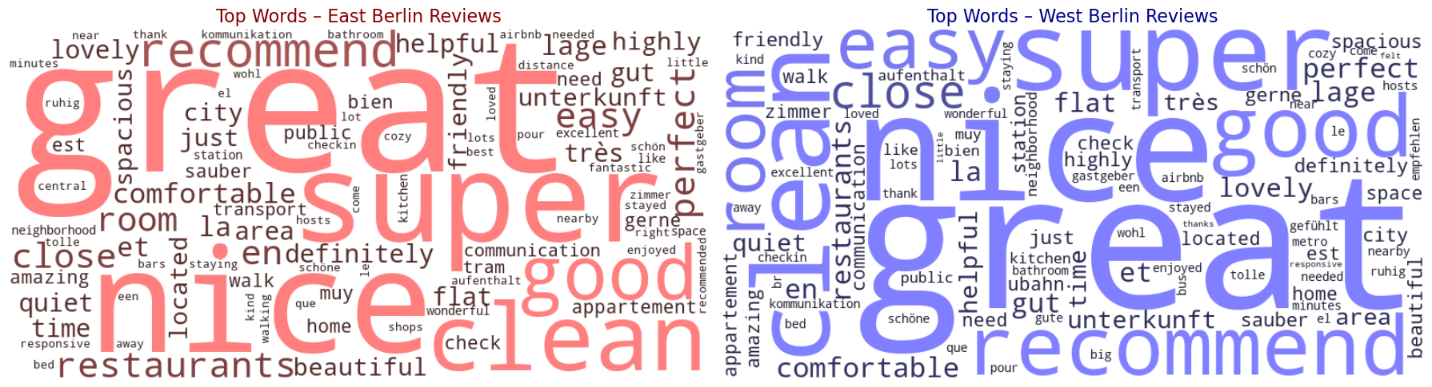 Top Words – East Berlin Reviews
near thank kommunikation bathroom airbnb needed
lovely recommend helpful lage highly
minutes great wohl distance little
ruhig spacious el city lot bien friendly loved need gut
just public cozy unterkunft perfect
est station checkin lots pour easy excellent gastgeber
sauber best très schön like
central super fantastic
comfortable come kitchen zimmer
room transport hosts nearby stayed gerne
neighborhood la area right space
tolle et en definitely communication enjoyed
close located bars staying schöne le tram good recommended
amazing nice walk aufenthalt
quiet een kind walking que muy flat wonderful appartement
time home shops clean
responsive away check
bed restaurants beautiful
Top Words – West Berlin Reviews
friendly easy super spacious
kind cozy come felt
walk aufenthalt staying transport schön perfect hosts
room clean close gerne near lage
zimmer loved wonderful station flat très good le
restaurants nice muy neighborhood check
like bien little highly definitely empfehlen
excellent lots la gastgeber airbnb
communication thank een lovely bars space
away great stayed thanks
quiet helpful just wohl located gefühlt city
checkin public kitchen time et enjoyed metro est nearby
appartement en bathroom ubahn tolle responsive ruhig
amazing br kommunikation gut bus needed home minutes
bed schöne need gute unterkunft sauber el area beautiful
que recommend big
comfortable pour